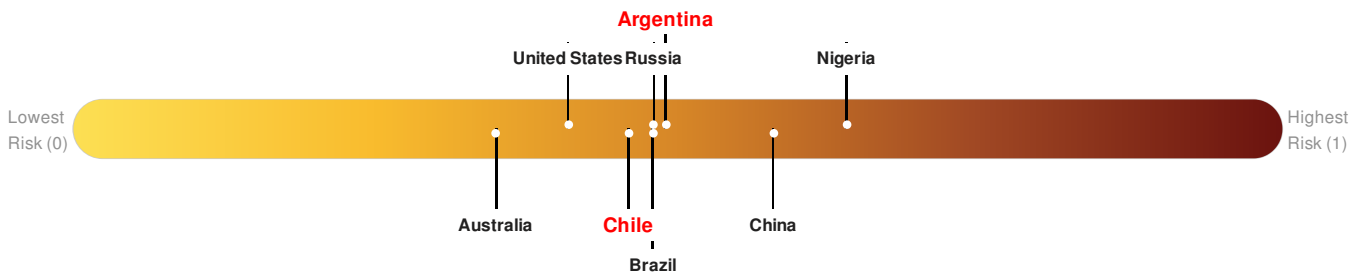 Argentina
United States Russia Nigeria
Lowest
Risk (0)
Highest
Risk (1)
Australia Chile China
Brazil